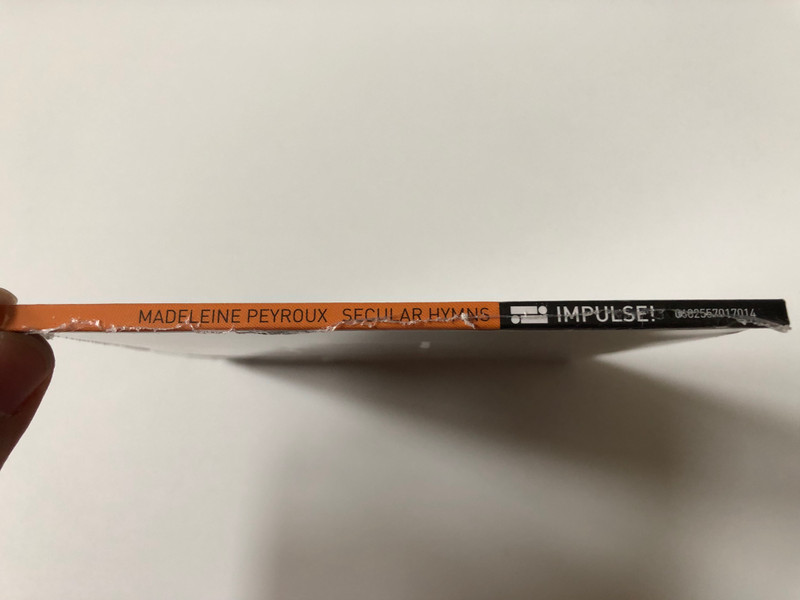 MADELEINE PEYROUX SECULAR HYMNS IMPULSE! 0602557017014